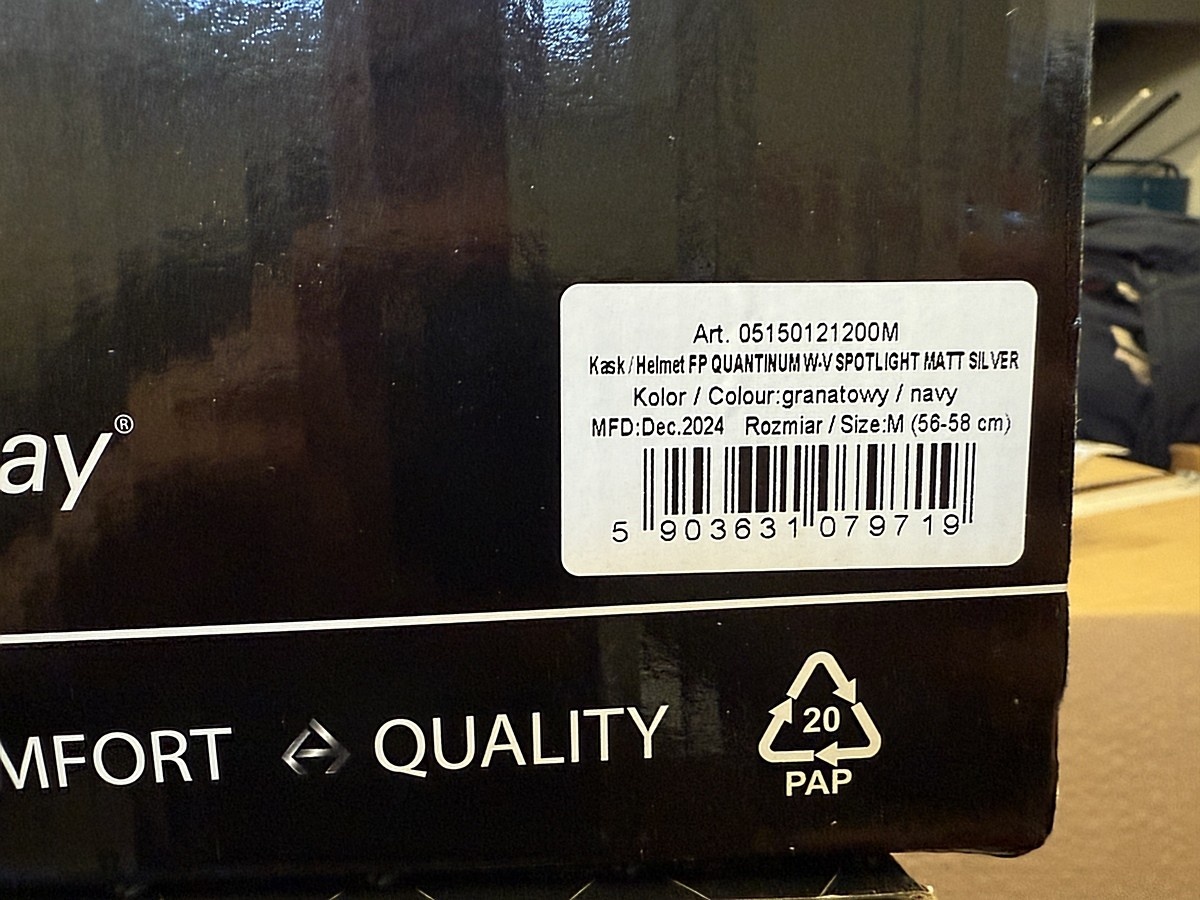 Art. 05150121200M
Kask / Helmet FP QUANTINUM W-V SPOTLIGHT MATT SILVER
Kolor / Colour:granatowy / navy
MFD:Dec.2024 Rozmiar / Size:M (56-58 cm)
5 903631 079719
ay®
MFORT QUALITY
20
PAP